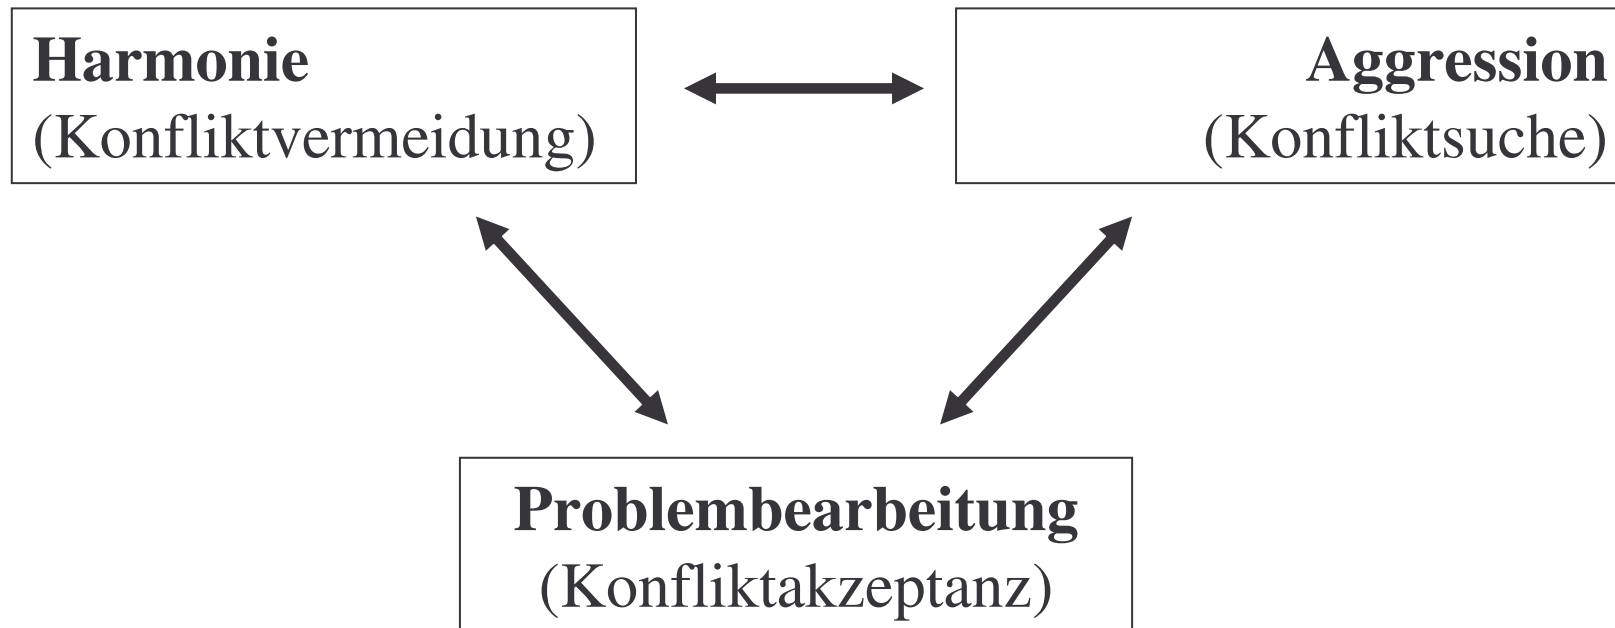 Harmonie
(Konfliktvermeidung)
Aggression
(Konfliktsuche)
Problembearbeitung
(Konfliktakzeptanz)